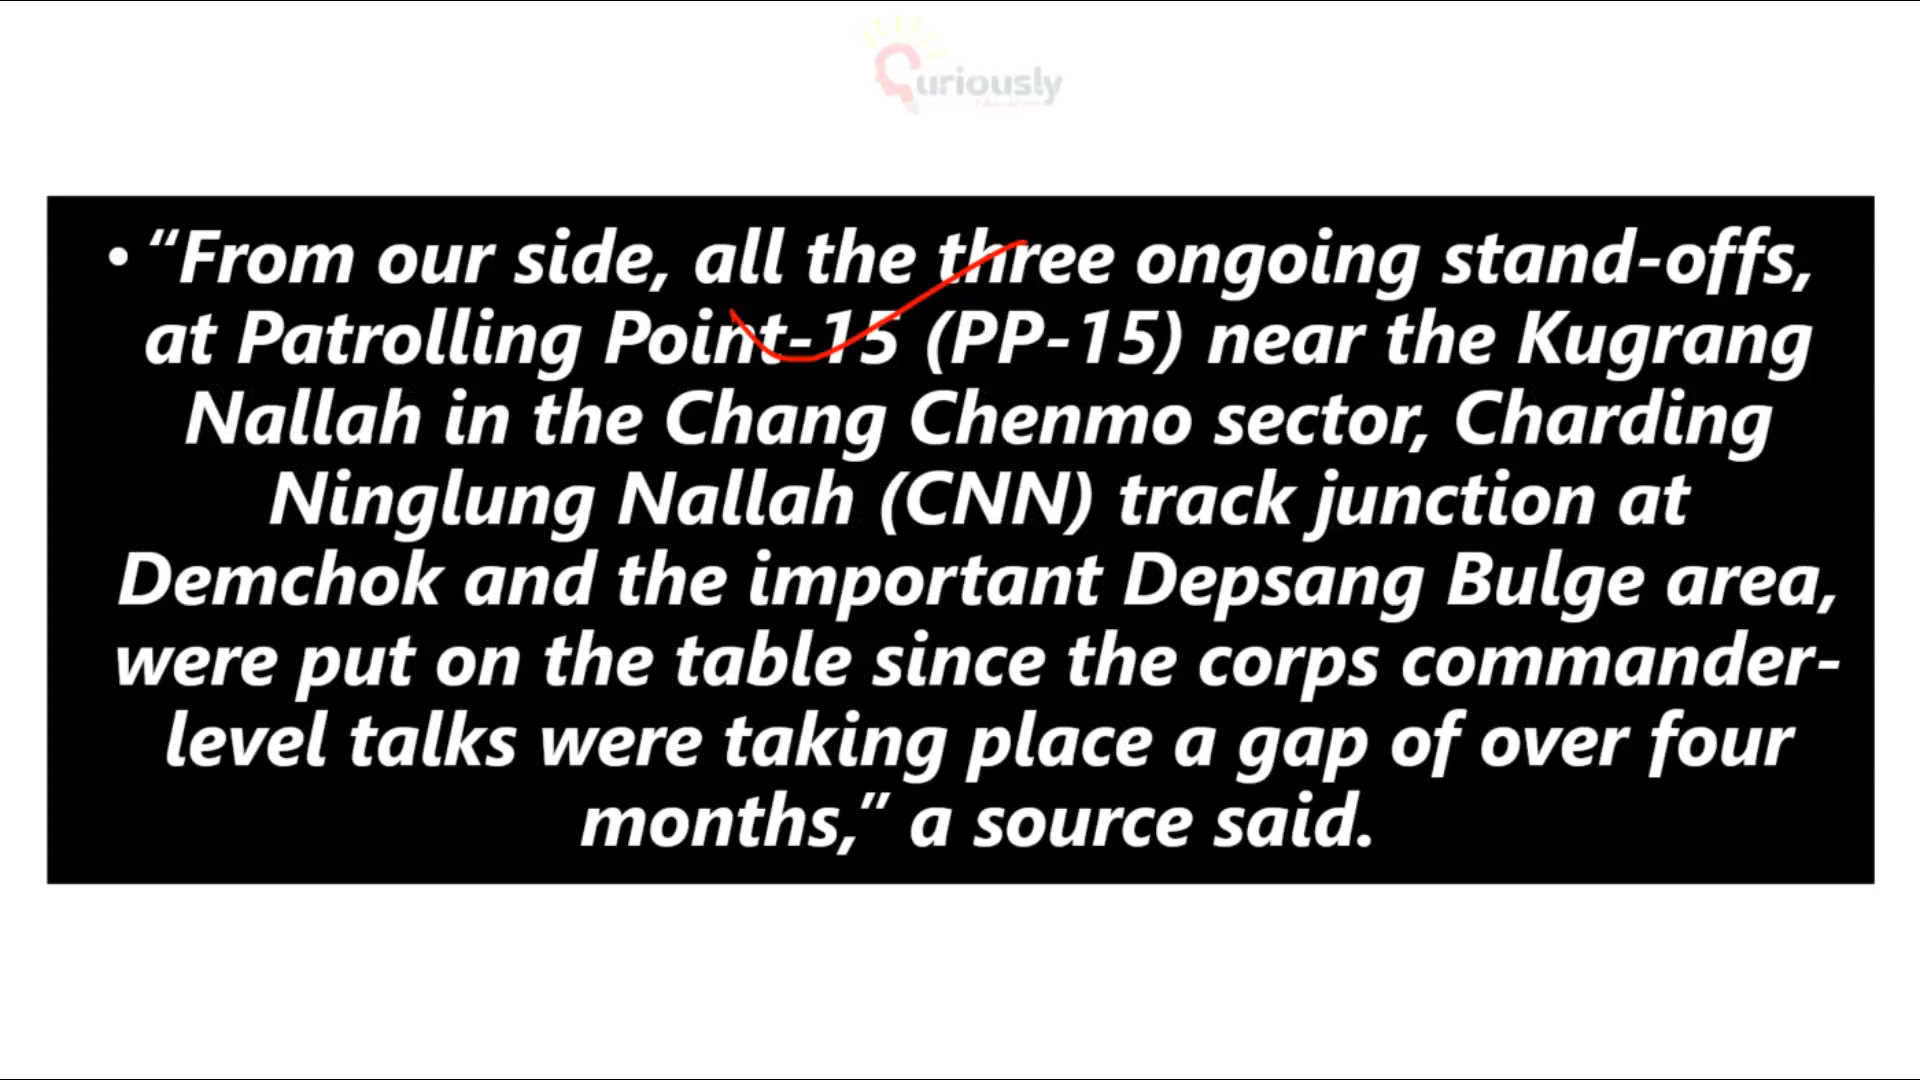 Curiously
• “From our side, all the three ongoing stand-offs,
at Patrolling Point-15 (PP-15) near the Kugrang
Nallah in the Chang Chenmo sector, Charding
Ninglung Nallah (CNN) track junction at
Demchok and the important Depsang Bulge area,
were put on the table since the corps commander-
level talks were taking place a gap of over four
months,” a source said.